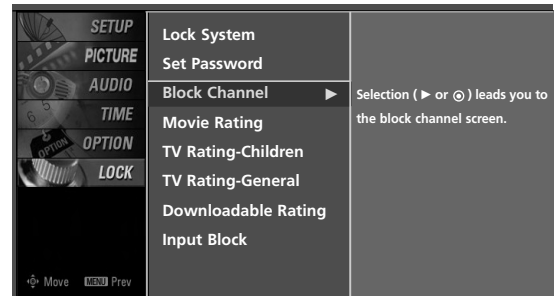 SETUP
PICTURE
AUDIO
TIME
OPTION
LOCK
Move MENU Prev
Lock System
Set Password
Block Channel ►
Movie Rating
TV Rating-Children
TV Rating-General
Downloadable Rating
Input Block
Selection ( ► or ◉ ) leads you to
the block channel screen.